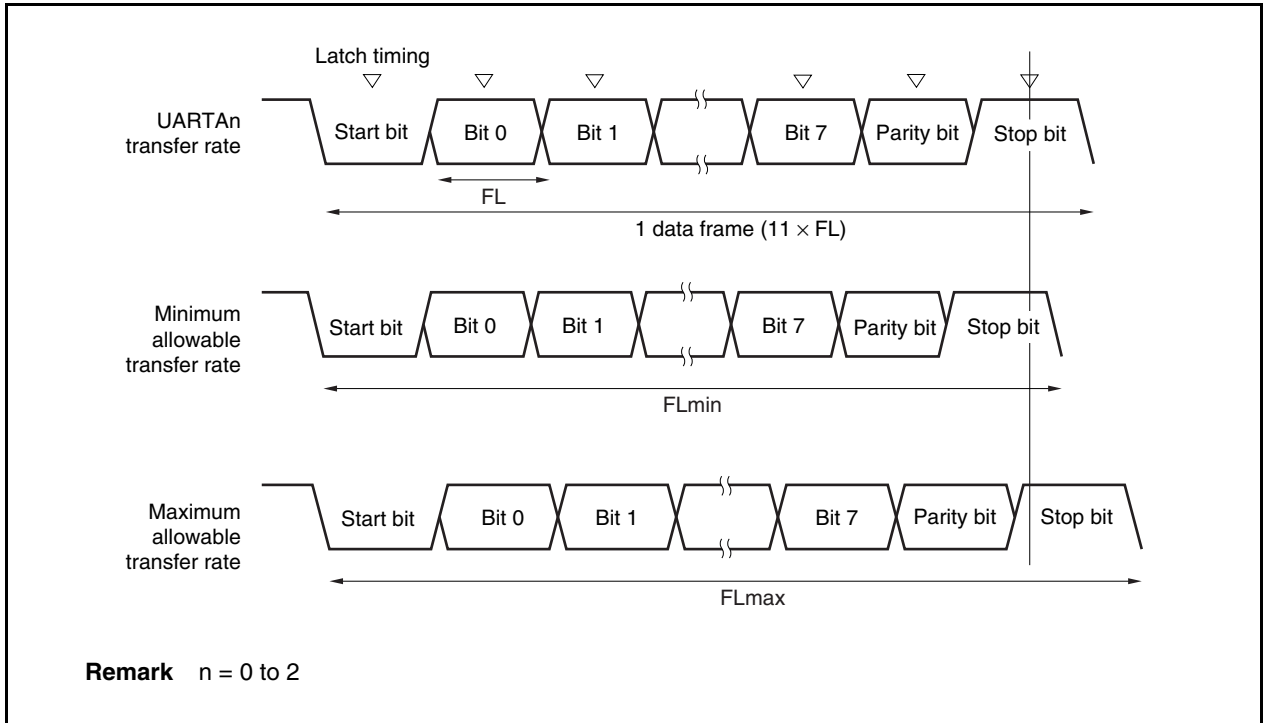 Latch timing
UARTAn
transfer rate
Start bit Bit 0 Bit 1 Bit 7 Parity bit Stop bit
FL
1 data frame (11 × FL)
Minimum
allowable
transfer rate
Start bit Bit 0 Bit 1 Bit 7 Parity bit Stop bit
FLmin
Maximum
allowable
transfer rate
Start bit Bit 0 Bit 1 Bit 7 Parity bit Stop bit
FLmax
Remark n = 0 to 2